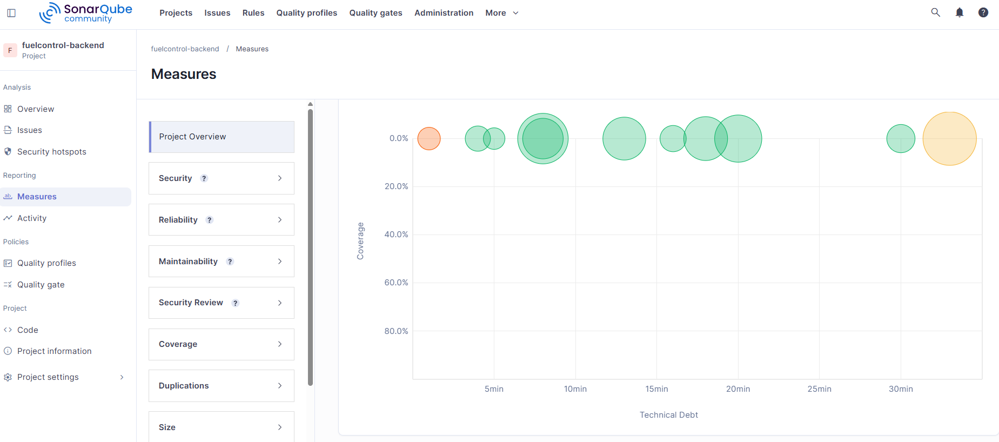 SonarQube
community
Projects Issues Rules Quality profiles Quality gates Administration More
?
F
fuelcontrol-backend
Project
Analysis
Overview
Issues
Security hotspots
Reporting
ab
Measures
Activity
Policies
Quality profiles
Quality gate
Project
Code
Project information
Project settings
fuelcontrol-backend / Measures
Measures
Project Overview
Security ?
Reliability ?
Maintainability ?
Security Review ?
Coverage
Duplications
Size
Coverage
0.0%
20.0%
40.0%
60.0%
80.0%
5min 10min 15min 20min 25min 30min
Technical Debt